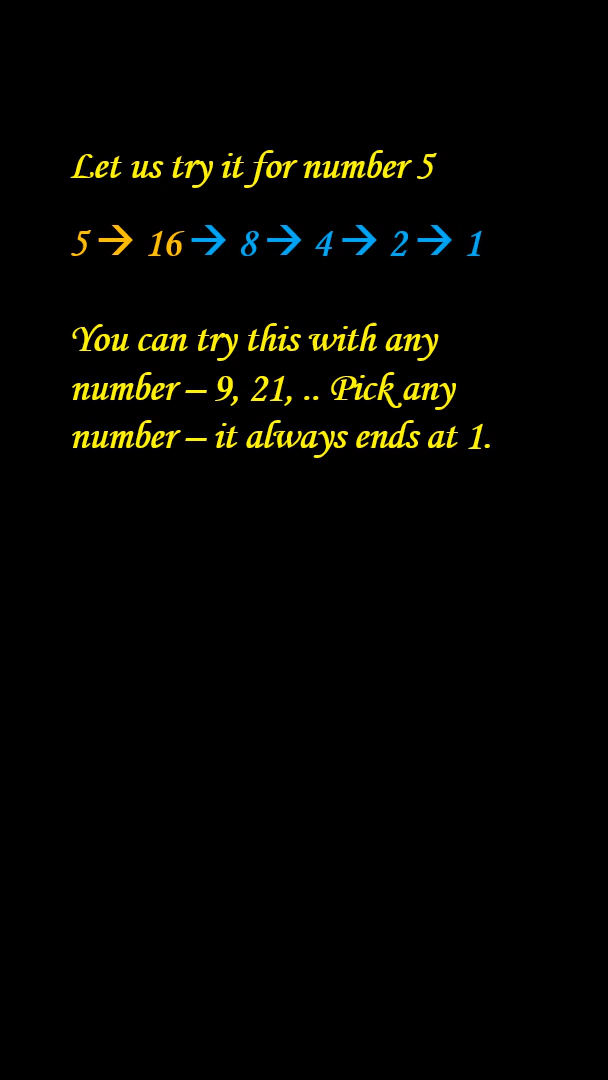 Let us try it for number 5
5 → 16 → 8 → 4 → 2 → 1
You can try this with any
number – 9, 21, .. Pick any
number – it always ends at 1.